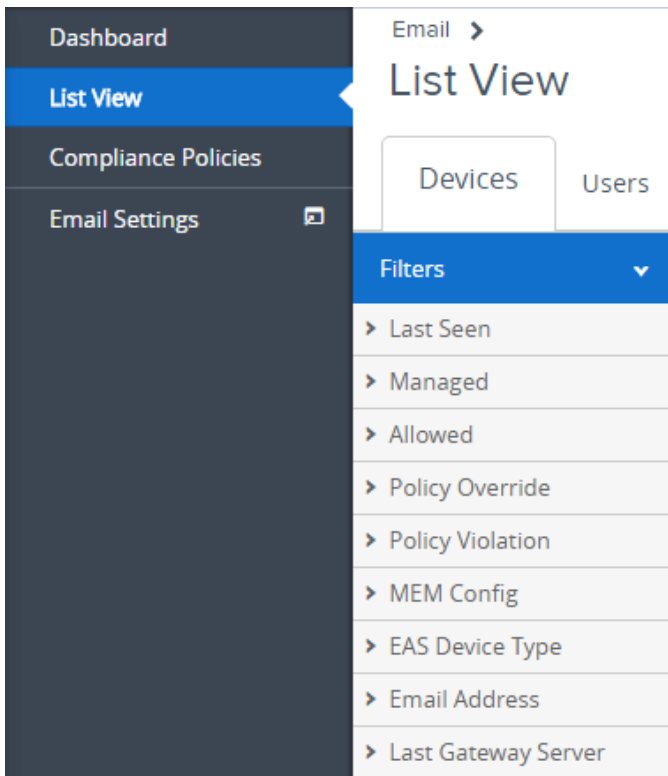 Dashboard
List View
Compliance Policies
Email Settings
Email
List View
Devices
Users
Filters
Last Seen
Managed
Allowed
Policy Override
Policy Violation
MEM Config
EAS Device Type
Email Address
Last Gateway Server